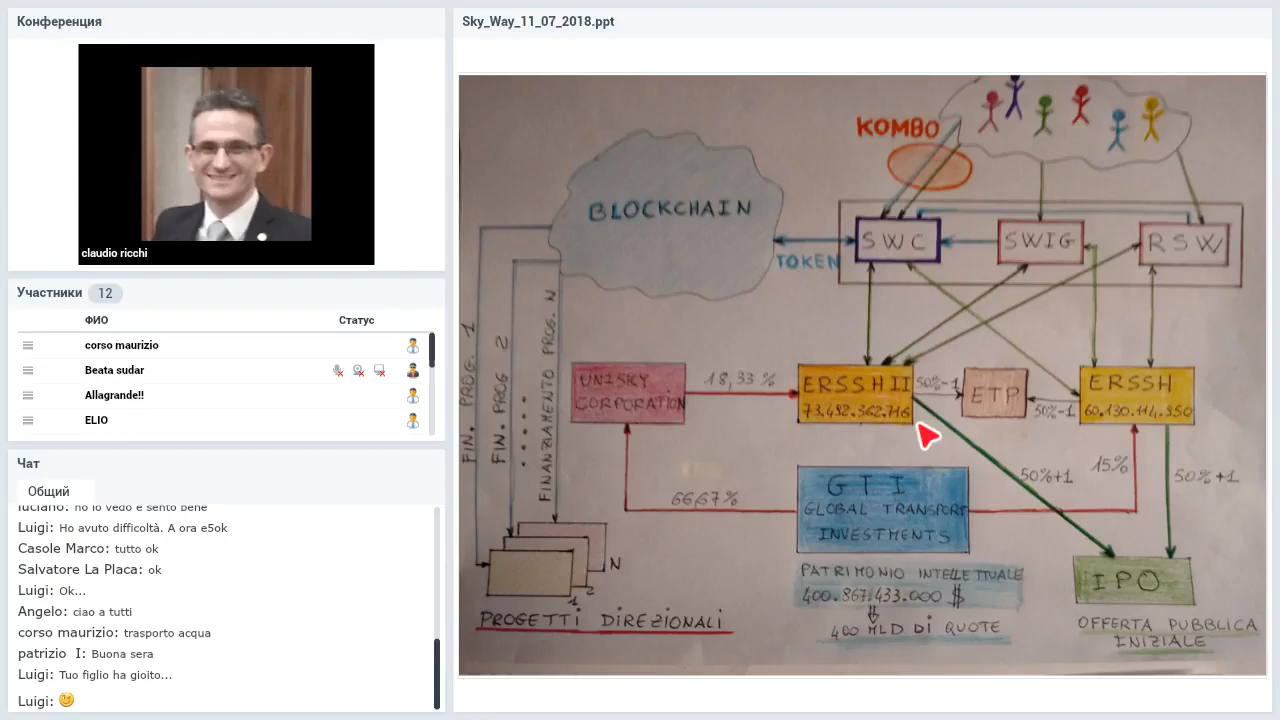 Конференция
claudio ricchi
Участники 12
ФИО Статус
corso maurizio
Beata sudar
Allagrande!!
ELIO
Чат
Общий
luciano: no lo vedo e sento bene
Luigi: Ho avuto difficoltà. A ora e5ok
Casole Marco: tutto ok
Salvatore La Placa: ok
Luigi: Ok...
Angelo: ciao a tutti
corso maurizio: trasporto acqua
patrizio I: Buona sera
Luigi: Tuo figlio ha gioito...
Luigi:
Sky_Way_11_07_2018.ppt
KOMBO
BLOCKCHAIN
SWC
SWIG
RSW
TOKEN
FIN. PROG. 1
FIN. PROG 2
FINANZIAMENTO PROG. N
UNISKY
CORPORATION
18,33 %
ERSSH II
73.492.362.716
50%-1
ETP
50%-1
ERSSH
60.130.114.350
66,67%
GTI
GLOBAL TRANSPORT
INVESTMENTS
50%+1
15%
50%+1
N
2
1
PROGETTI DIREZIONALI
PATRIMONIO INTELLETTUALE
400.867.433.000 $
400 MLD DI QUOTE
IPO
OFFERTA PUBBLICA
INIZIALE